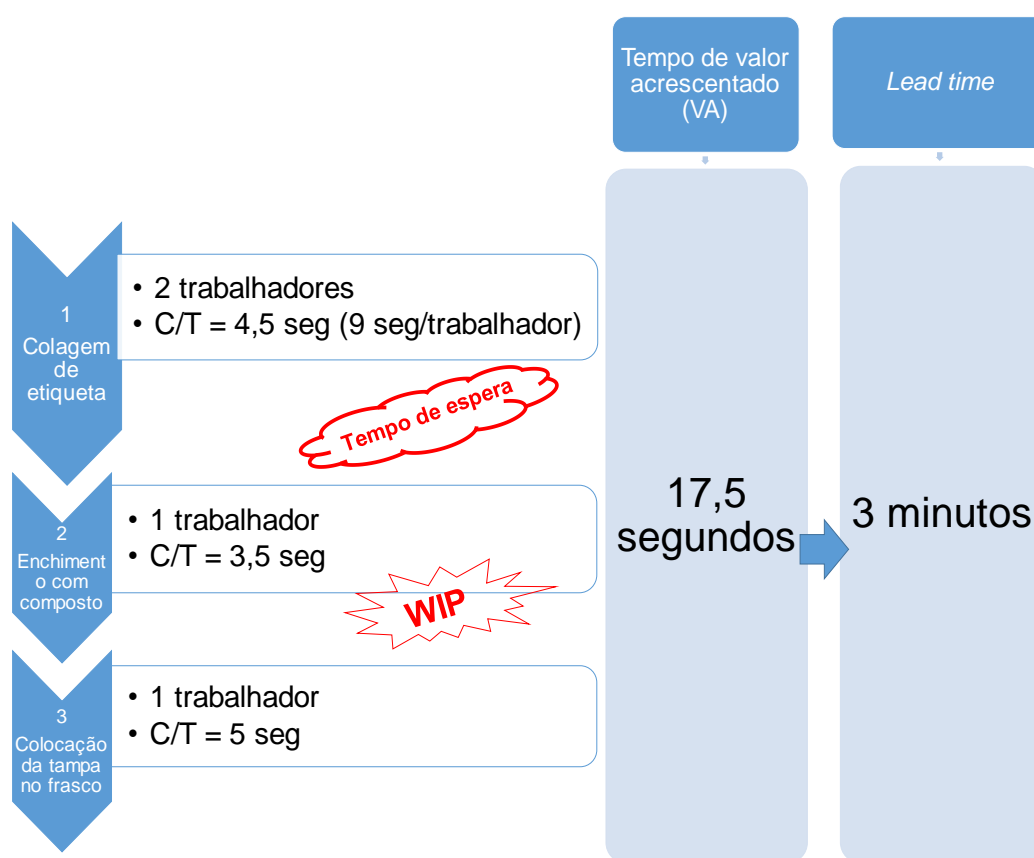 Tempo de valor
acrescentado
(VA)
Lead time
1
Colagem
de
etiqueta
• 2 trabalhadores
• C/T = 4,5 seg (9 seg/trabalhador)
Tempo de espera
2
Enchiment
o com
composto
• 1 trabalhador
• C/T = 3,5 seg
WIP
3
Colocação
da tampa
no frasco
• 1 trabalhador
• C/T = 5 seg
17,5
segundos
3 minutos